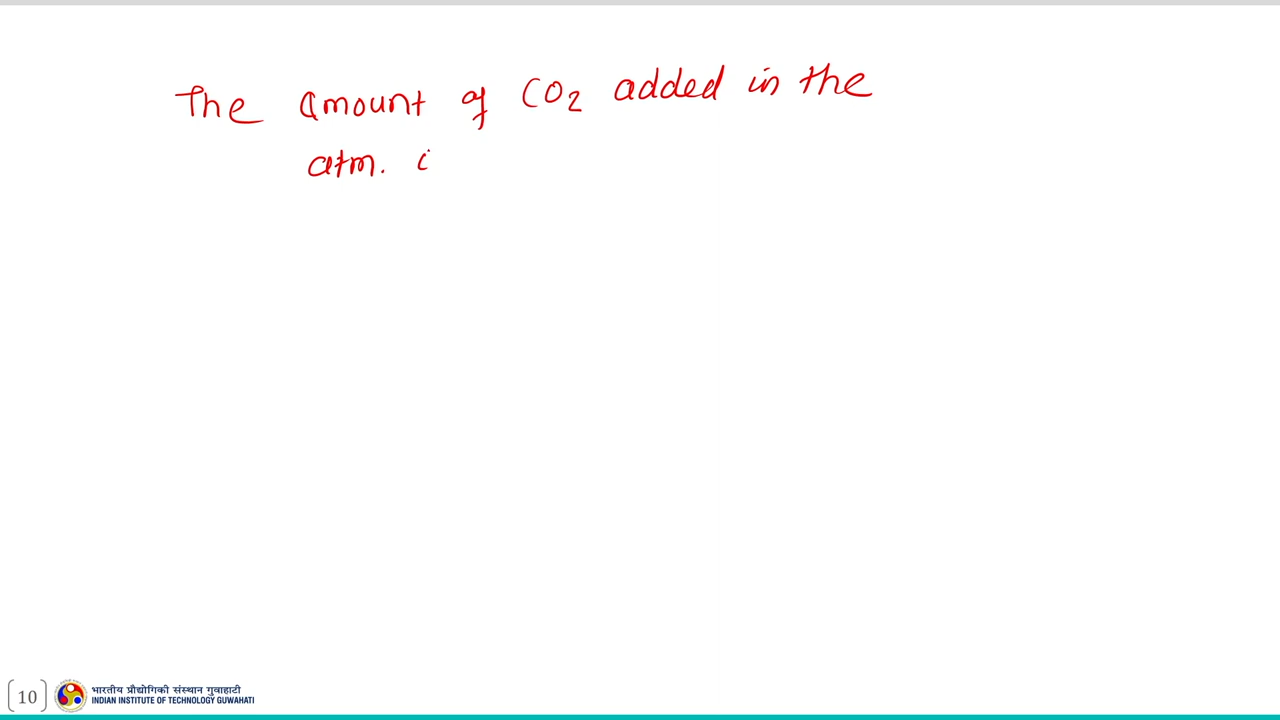 The amount of CO2 added in the
atm. i
10
भारतीय प्रौद्योगिकी संस्थान गुवाहाटी
INDIAN INSTITUTE OF TECHNOLOGY GUWAHATI